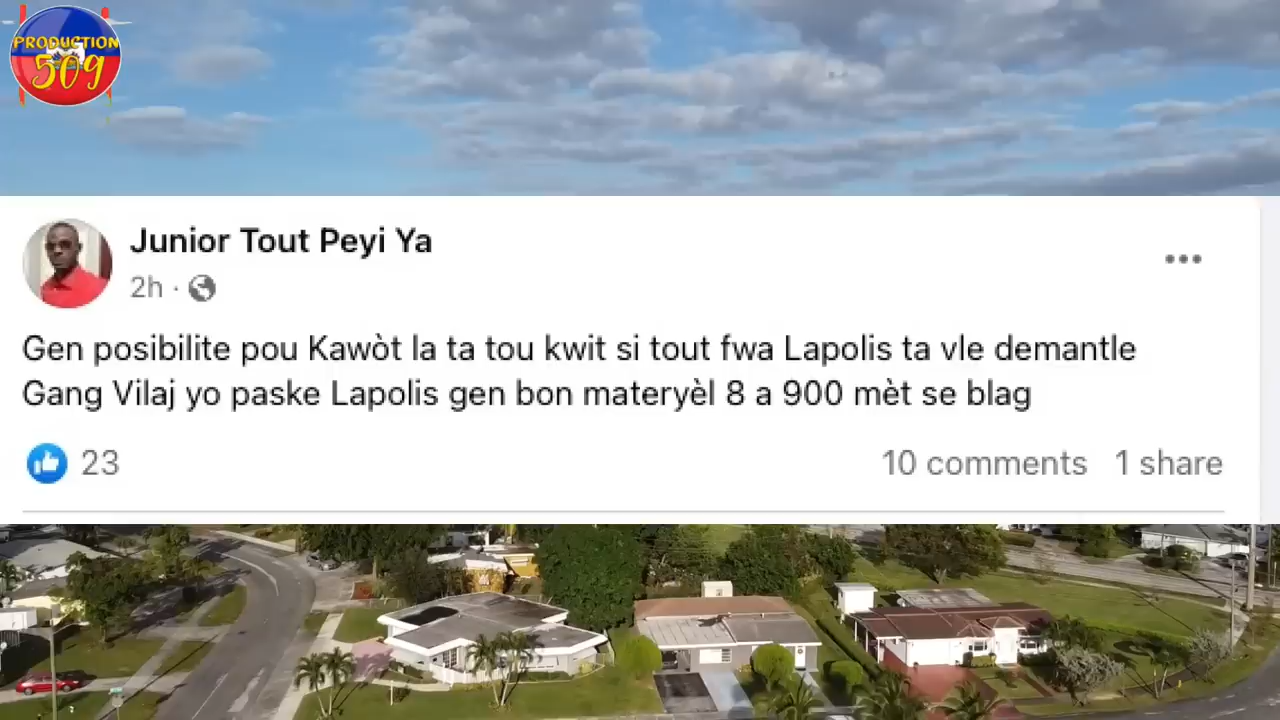 PRODUCTION
509
Junior Tout Peyi Ya
2h ·
Gen posibilite pou Kawòt la ta tou kwit si tout fwa Lapolis ta vle demantle
Gang Vilaj yo paske Lapolis gen bon materyèl 8 a 900 mèt se blag
23
10 comments 1 share